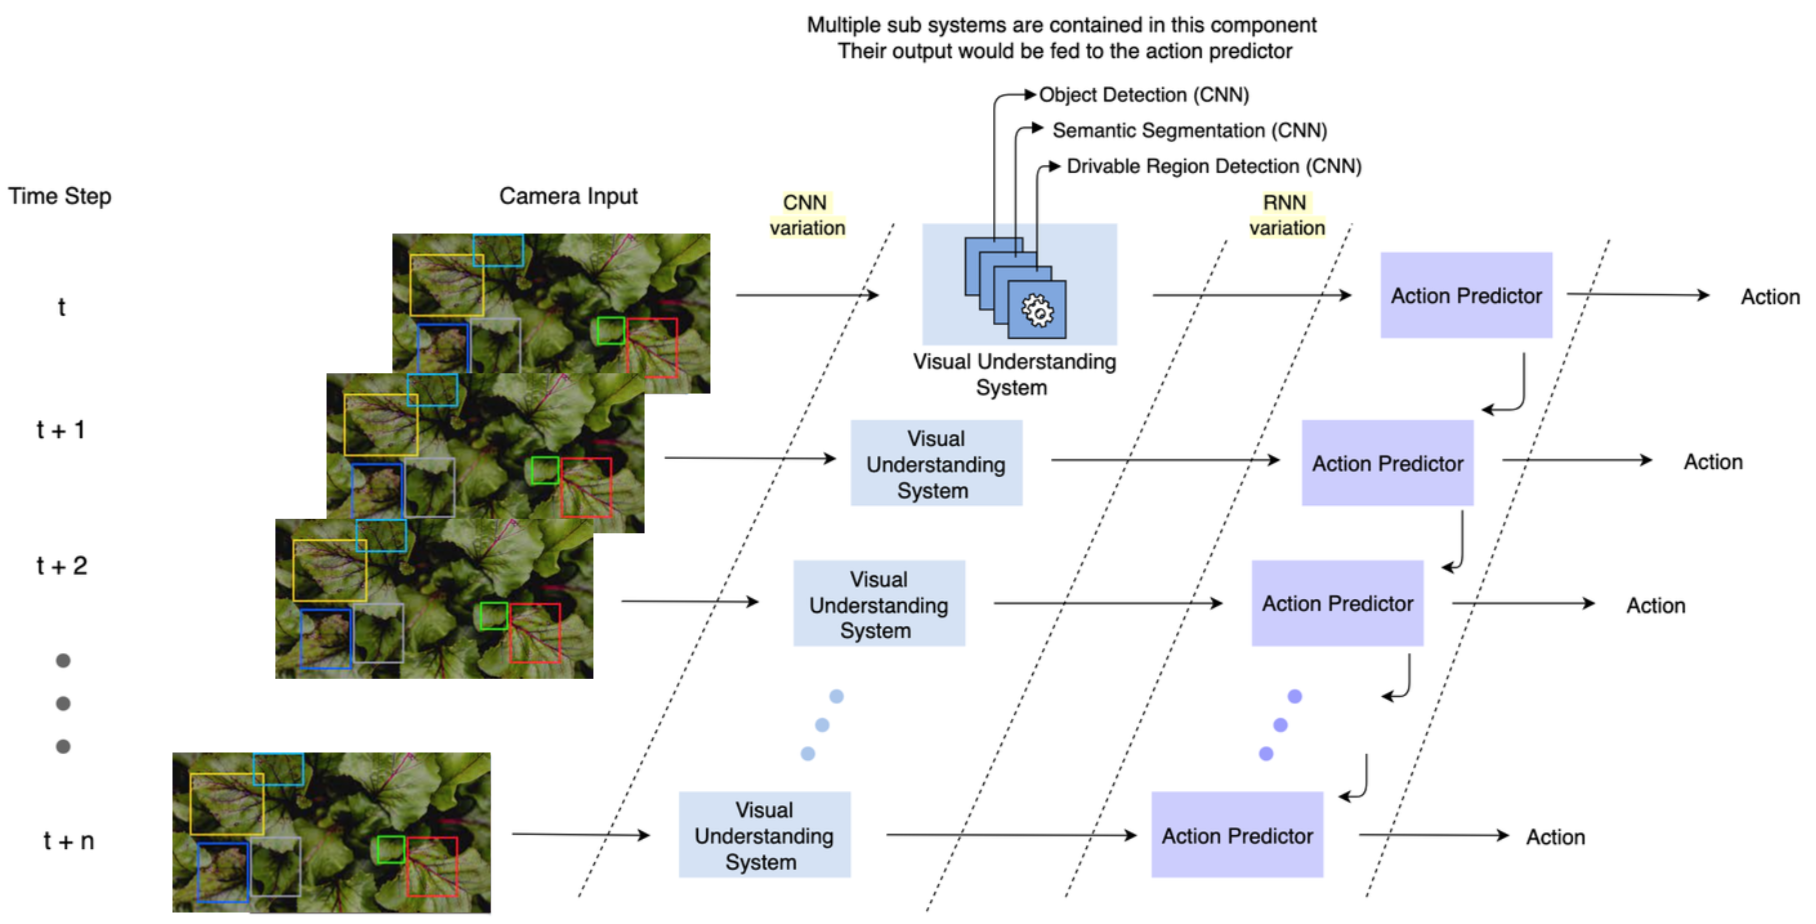 Multiple sub systems are contained in this component
Their output would be fed to the action predictor
Object Detection (CNN)
Semantic Segmentation (CNN)
Drivable Region Detection (CNN)
Time Step
Camera Input
CNN
variation
RNN
variation
t
Visual Understanding
System
Action Predictor
Action
t + 1
Visual
Understanding
System
Action Predictor
Action
t + 2
Visual
Understanding
System
Action Predictor
Action
t + n
Visual
Understanding
System
Action Predictor
Action